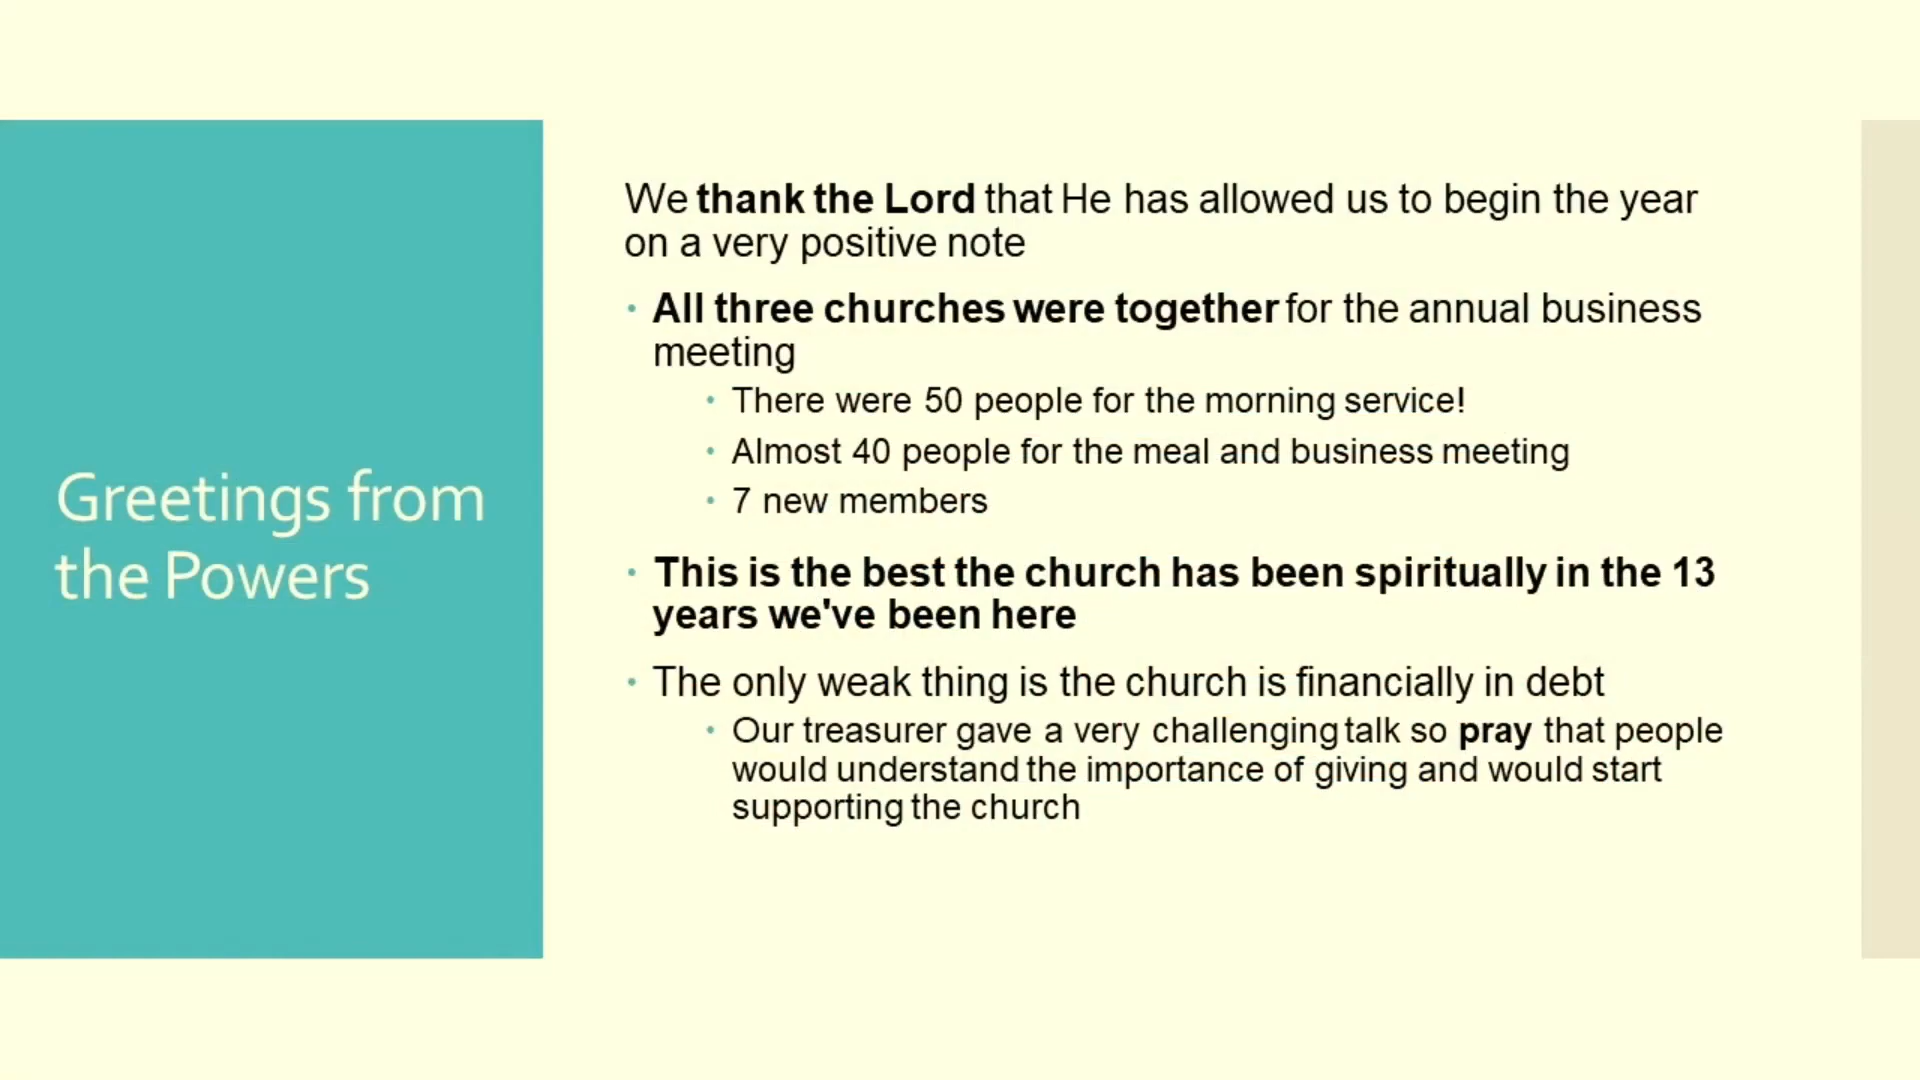 Greetings from
the Powers
We thank the Lord that He has allowed us to begin the year
on a very positive note
• All three churches were together for the annual business
meeting
• There were 50 people for the morning service!
• Almost 40 people for the meal and business meeting
• 7 new members
• This is the best the church has been spiritually in the 13
years we've been here
• The only weak thing is the church is financially in debt
• Our treasurer gave a very challenging talk so pray that people
would understand the importance of giving and would start
supporting the church